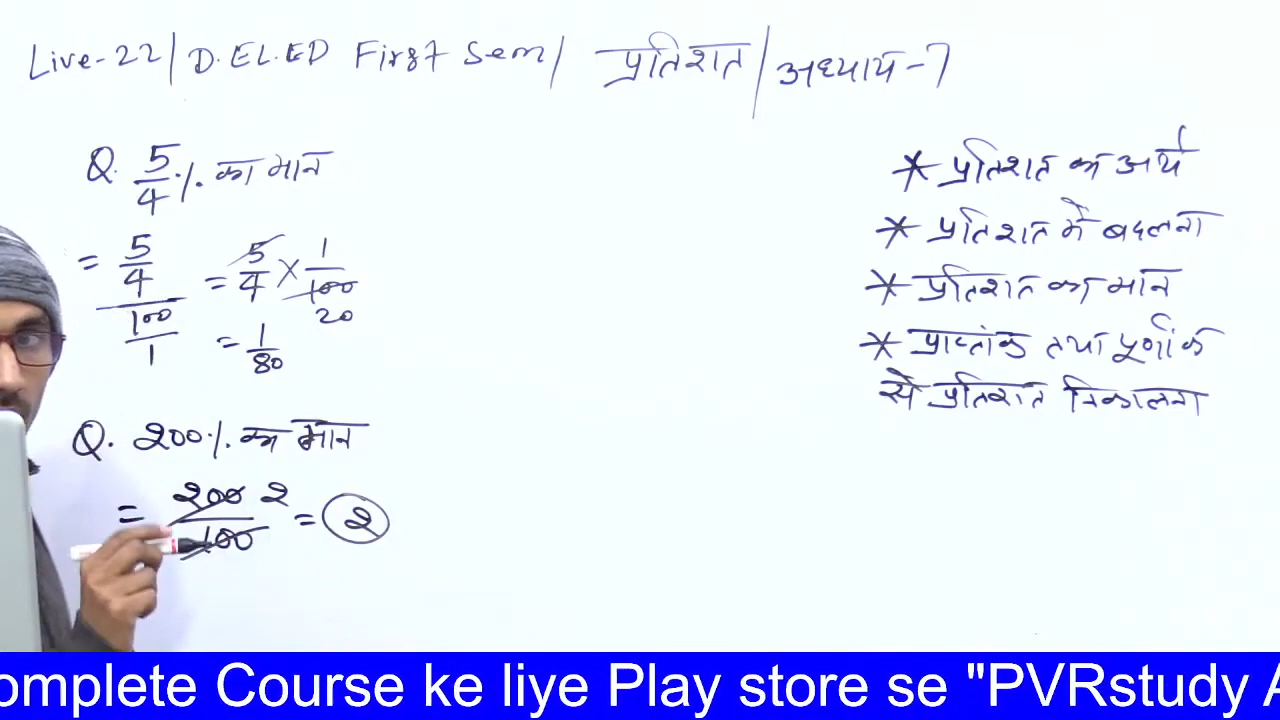 Live-22 / D.EL.ED First Sem / प्रतिशत / अध्याय-7
Q. 5/4 % का मान
= 5/4 / 100/1 = 5/4 × 1/100 20
= 1/80
Q. 200 % का मान
= 200 2 / 100 = 2
* प्रतिशत का अर्थ
* प्रतिशत में बदलना
* प्रतिशत का मान
* प्राप्तांक तथा पूर्णांक
से प्रतिशत निकालना
omplete Course ke liye Play store se "PVRstudy A